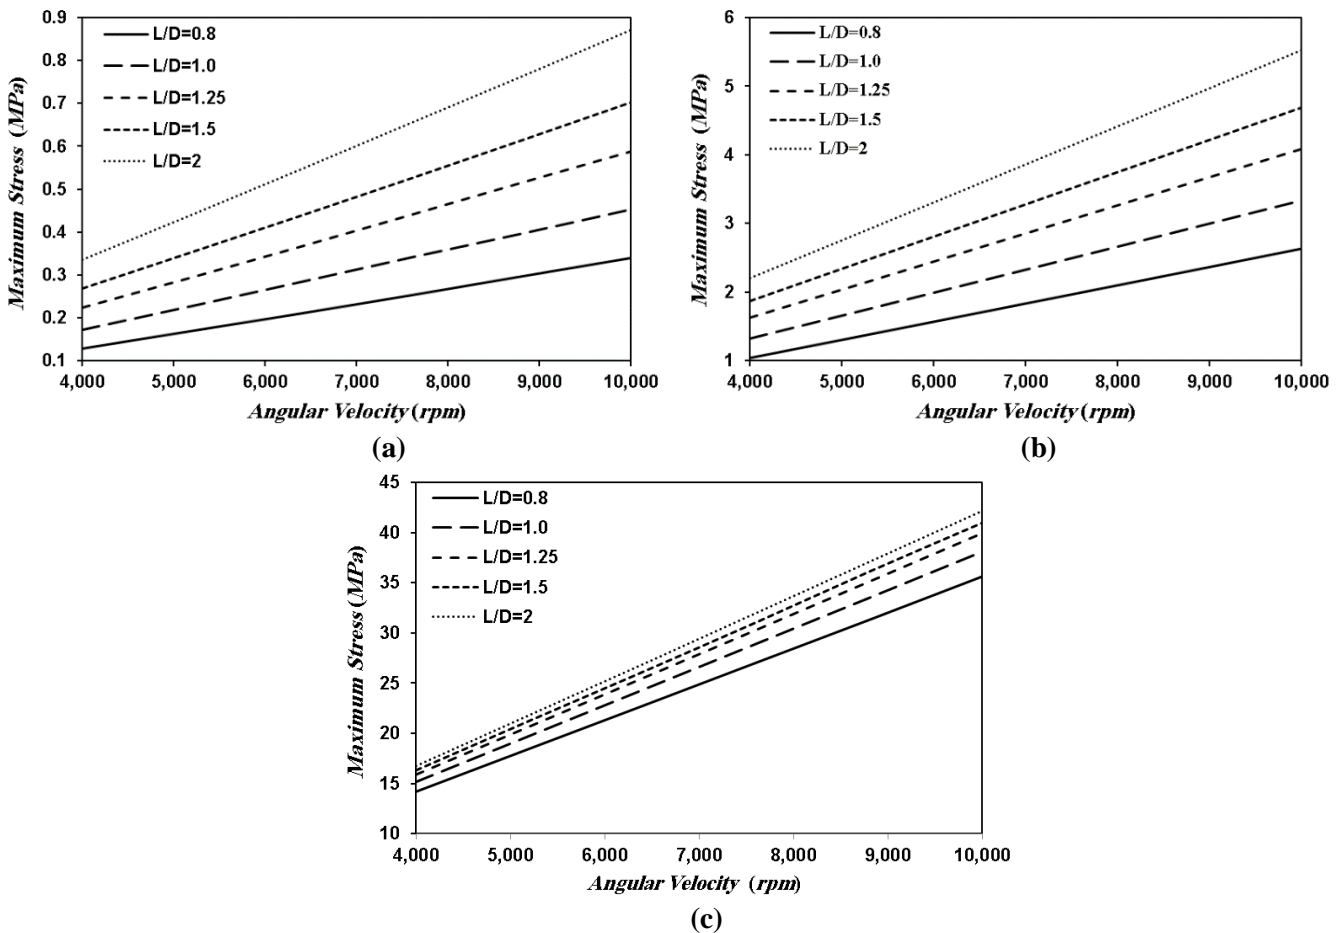 0.9
0.8
0.7
0.6
0.5
0.4
0.3
0.2
0.1
Maximum Stress (MPa)
L/D=0.8
L/D=1.0
L/D=1.25
L/D=1.5
L/D=2
4,000 5,000 6,000 7,000 8,000 9,000 10,000
Angular Velocity (rpm)
(a)
6
5
4
3
2
1
Maximum Stress (MPa)
L/D=0.8
L/D=1.0
L/D=1.25
L/D=1.5
L/D=2
4,000 5,000 6,000 7,000 8,000 9,000 10,000
Angular Velocity (rpm)
(b)
45
40
35
30
25
20
15
10
Maximum Stress (MPa)
L/D=0.8
L/D=1.0
L/D=1.25
L/D=1.5
L/D=2
4,000 5,000 6,000 7,000 8,000 9,000 10,000
Angular Velocity (rpm)
(c)